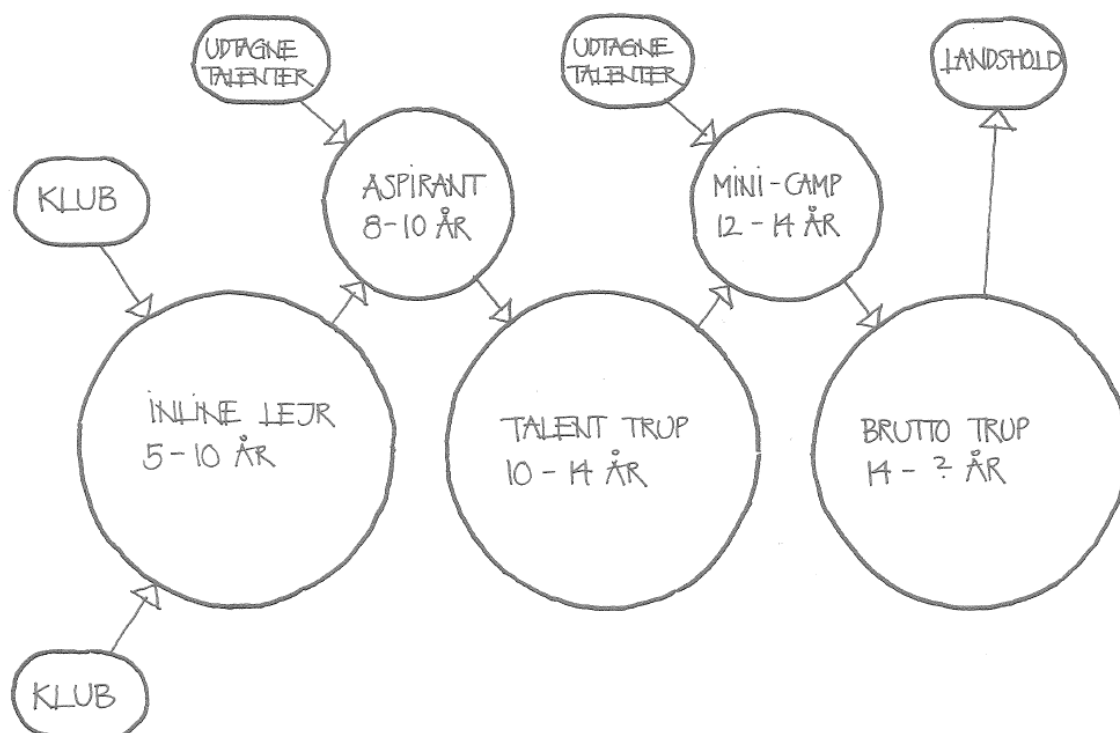 UDTAGNE
TALENTER
UDTAGNE
TALENTER
LANDSHOLD
KLUB
ASPIRANT
8-10 ÅR
MINI-CAMP
12-14 ÅR
INLINE LEJR
5-10 ÅR
TALENT TRUP
10-14 ÅR
BRUTTO TRUP
14-? ÅR
KLUB